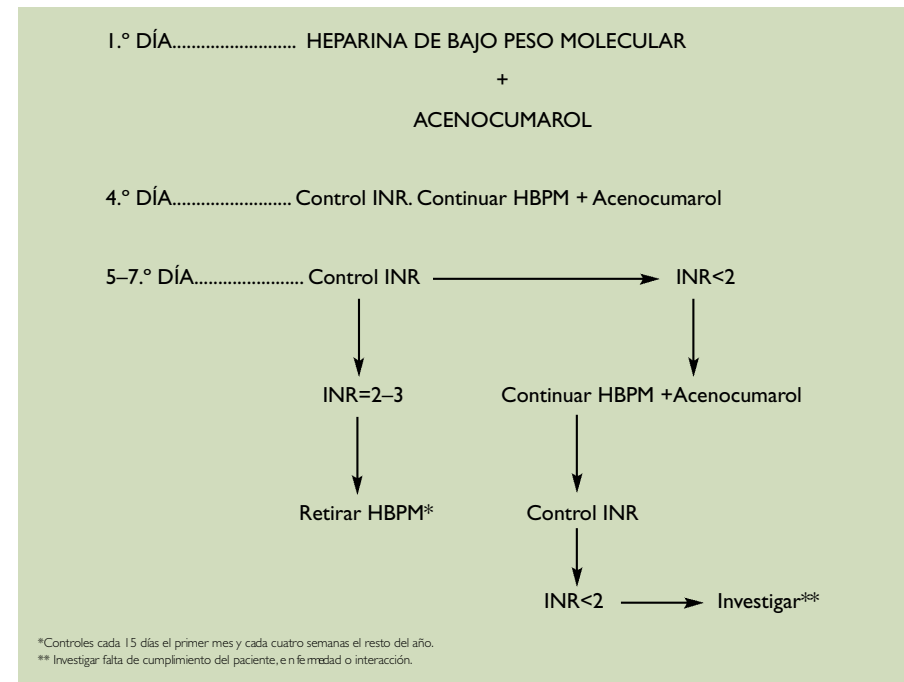 1.º DÍA.......................... HEPARINA DE BAJO PESO MOLECULAR
+
ACENOCUMAROL
4.º DÍA......................... Control INR. Continuar HBPM + Acenocumarol
5–7.º DÍA....................... Control INR
INR<2
INR=2–3
Continuar HBPM +Acenocumarol
Retirar HBPM*
Control INR
INR<2
Investigar**
*Controles cada 15 días el primer mes y cada cuatro semanas el resto del año.
** Investigar falta de cumplimiento del paciente, enfermedad o interacción.